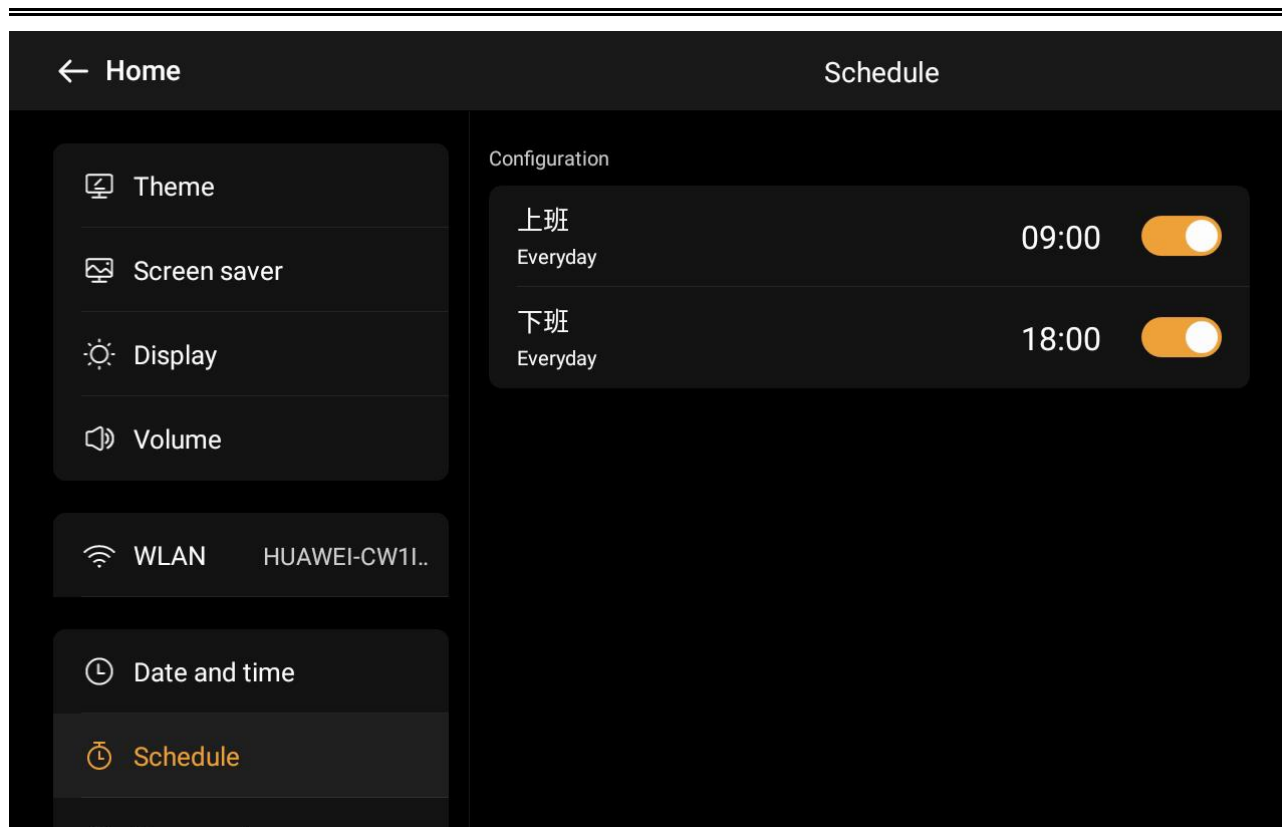 Home
Schedule
Theme
Screen saver
Display
Volume
WLAN HUAWEI-CW1I..
Date and time
Schedule
Configuration
上班 09:00
Everyday
下班 18:00
Everyday